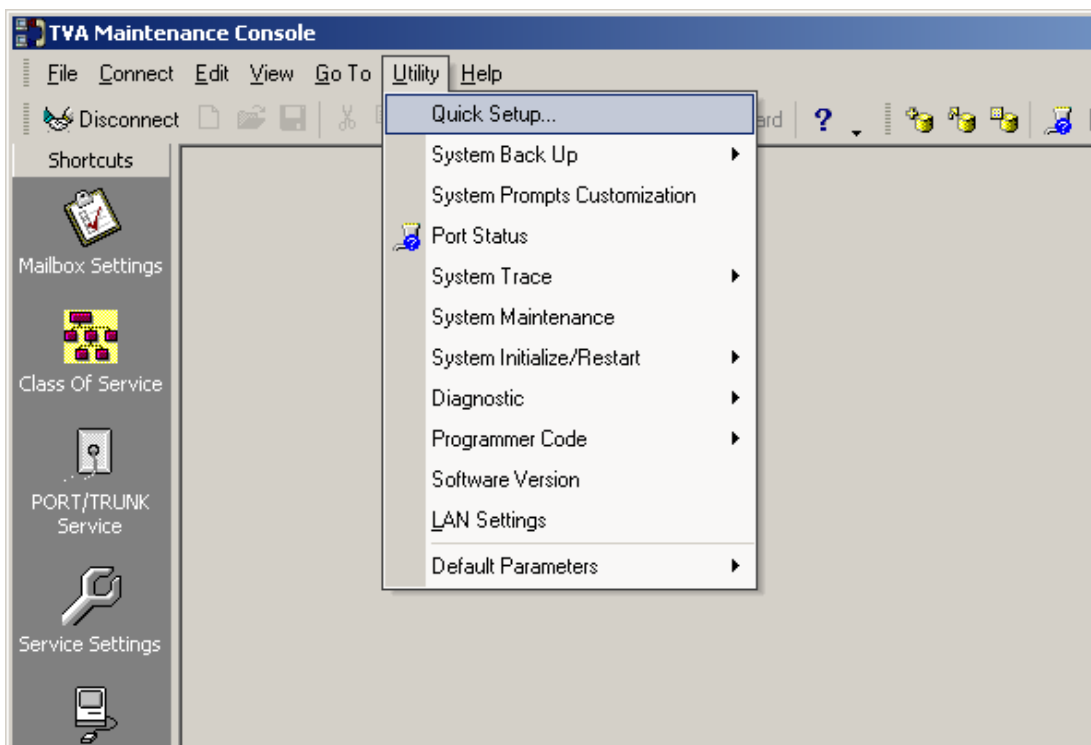 TVA Maintenance Console
File Connect Edit View Go To Utility Help
Disconnect ?
Shortcuts
Mailbox Settings
Class Of Service
PORT/TRUNK
Service
Service Settings
Quick Setup...
System Back Up
System Prompts Customization
Port Status
System Trace
System Maintenance
System Initialize/Restart
Diagnostic
Programmer Code
Software Version
LAN Settings
Default Parameters